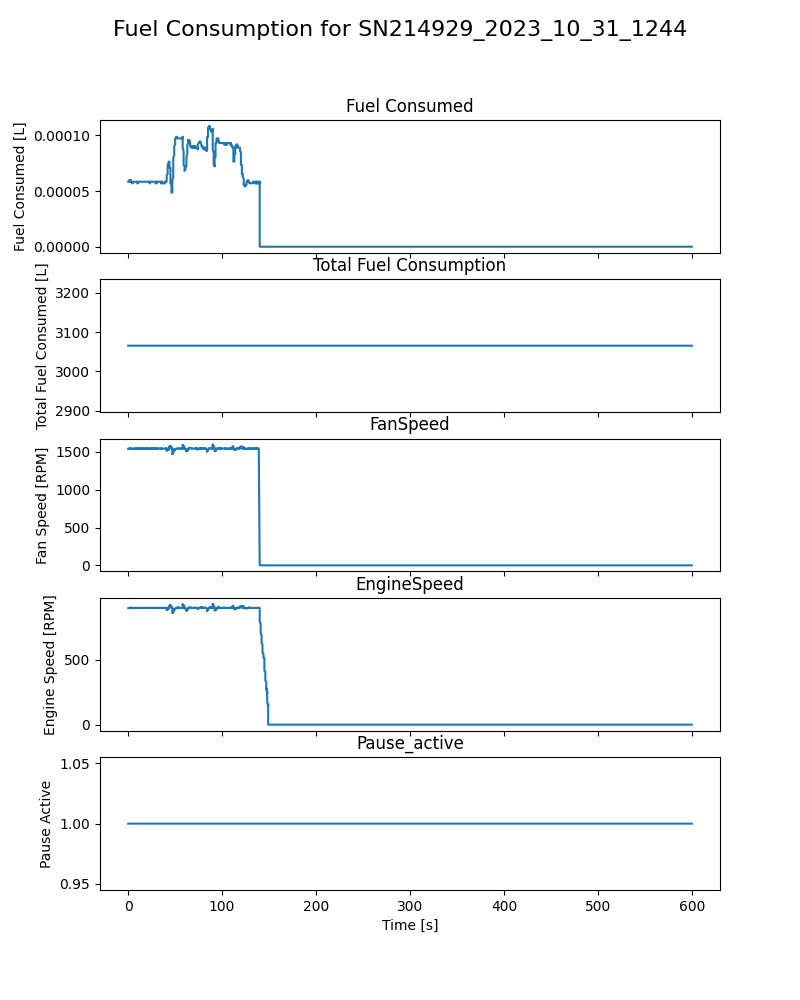 Fuel Consumption for SN214929_2023_10_31_1244
Fuel Consumed
Fuel Consumed [L]
0.00010
0.00005
0.00000
Total Fuel Consumption
Total Fuel Consumed [L]
3200
3100
3000
2900
FanSpeed
Fan Speed [RPM]
1500
1000
500
0
EngineSpeed
Engine Speed [RPM]
500
0
Pause_active
Pause Active
1.05
1.00
0.95
0 100 200 300 400 500 600
Time [s]